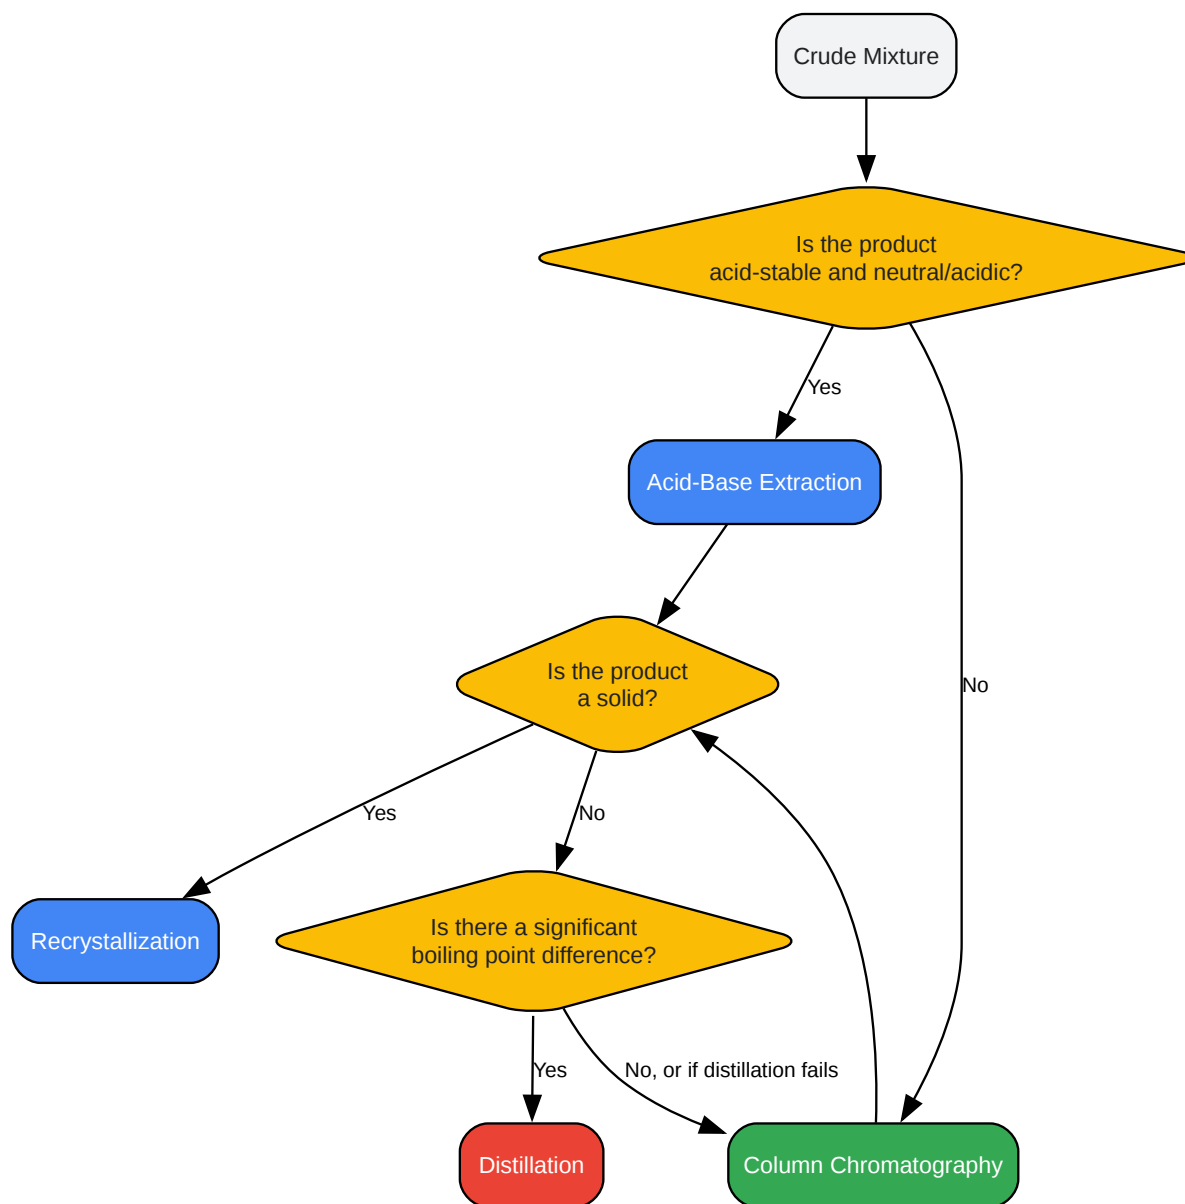 Crude Mixture
Is the product
acid-stable and neutral/acidic?
Yes
Acid-Base Extraction
Is the product
a solid?
No
Yes
No
Recrystallization
Is there a significant
boiling point difference?
Yes
No, or if distillation fails
Distillation
Column Chromatography